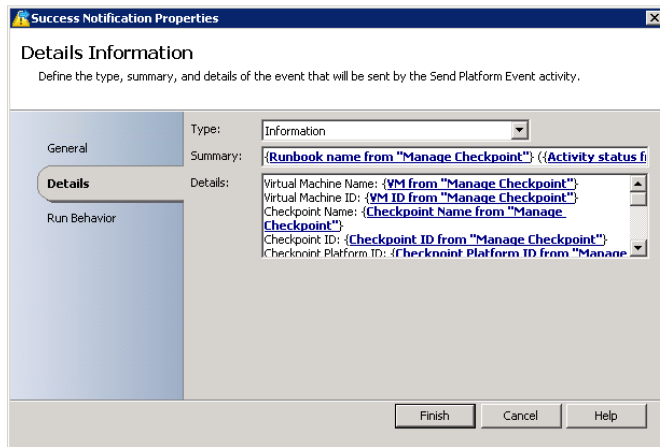 Success Notification Properties
Details Information
Define the type, summary, and details of the event that will be sent by the Send Platform Event activity.
General
Details
Run Behavior
Type: Information
Summary: {Runbook name from "Manage Checkpoint"} ({Activity status f
Details: Virtual Machine Name: {VM from "Manage Checkpoint"}
Virtual Machine ID: {VM ID from "Manage Checkpoint"}
Checkpoint Name: {Checkpoint Name from "Manage
Checkpoint"}
Checkpoint ID: {Checkpoint ID from "Manage Checkpoint"}
Checkpoint Platform ID: {Checkpoint Platform ID from "Manage
Finish
Cancel
Help